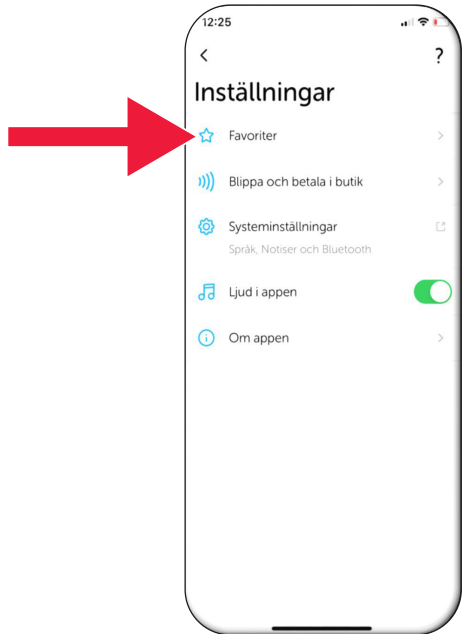 12:25
?
Inställningar
Favoriter
Blippa och betala i butik
Systeminställningar
Språk, Notiser och Bluetooth
Ljud i appen
Om appen